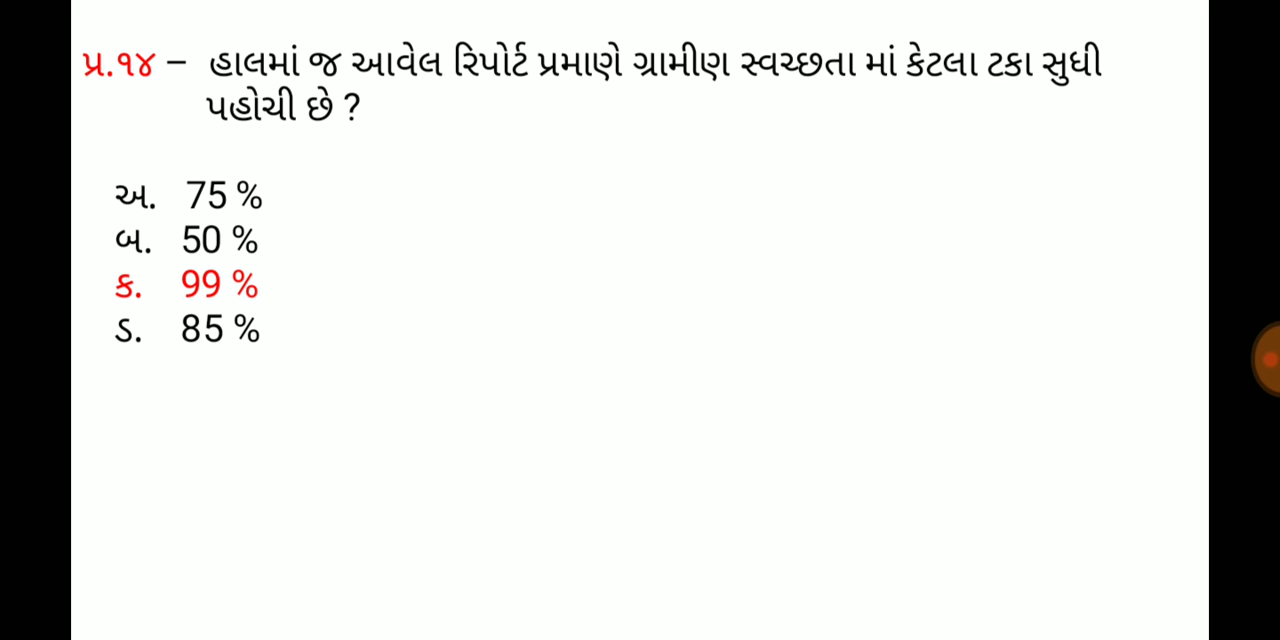 પ્ર.૧૪ – હાલમાં જ આવેલ રિપોર્ટ પ્રમાણે ગ્રામીણ સ્વચ્છતા માં કેટલા ટકા સુધી
પહોચી છે ?
અ. 75 %
બ. 50 %
ક. 99 %
ડ. 85 %